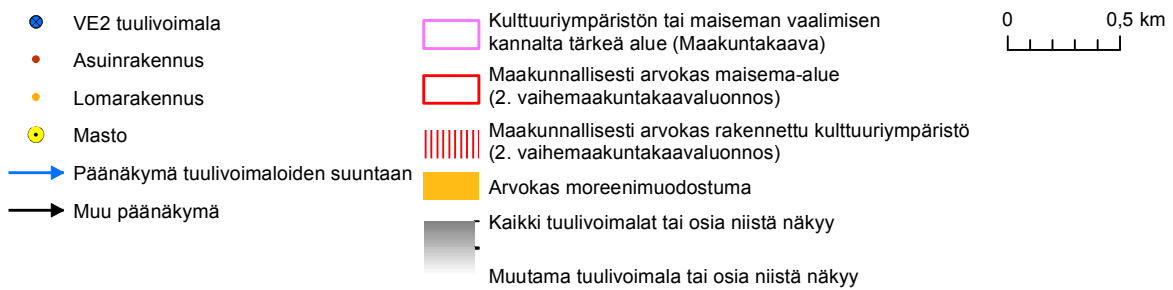 VE2 tuulivoimala
Asuinrakennus
Lomarakennus
Masto
Päänäkymä tuulivoimaloiden suuntaan
Muu päänäkymä
Kulttuuriympäristön tai maiseman vaalimisen
kannalta tärkeä alue (Maakuntakaava)
Maakunnallisesti arvokas maisema-alue
(2. vaihemaakuntakaavaluonnos)
Maakunnallisesti arvokas rakennettu kulttuuriympäristö
(2. vaihemaakuntakaavaluonnos)
Arvokas moreenimuodostuma
Kaikki tuulivoimalat tai osia niistä näkyy
Muutama tuulivoimala tai osia niistä näkyy
0 0,5 km